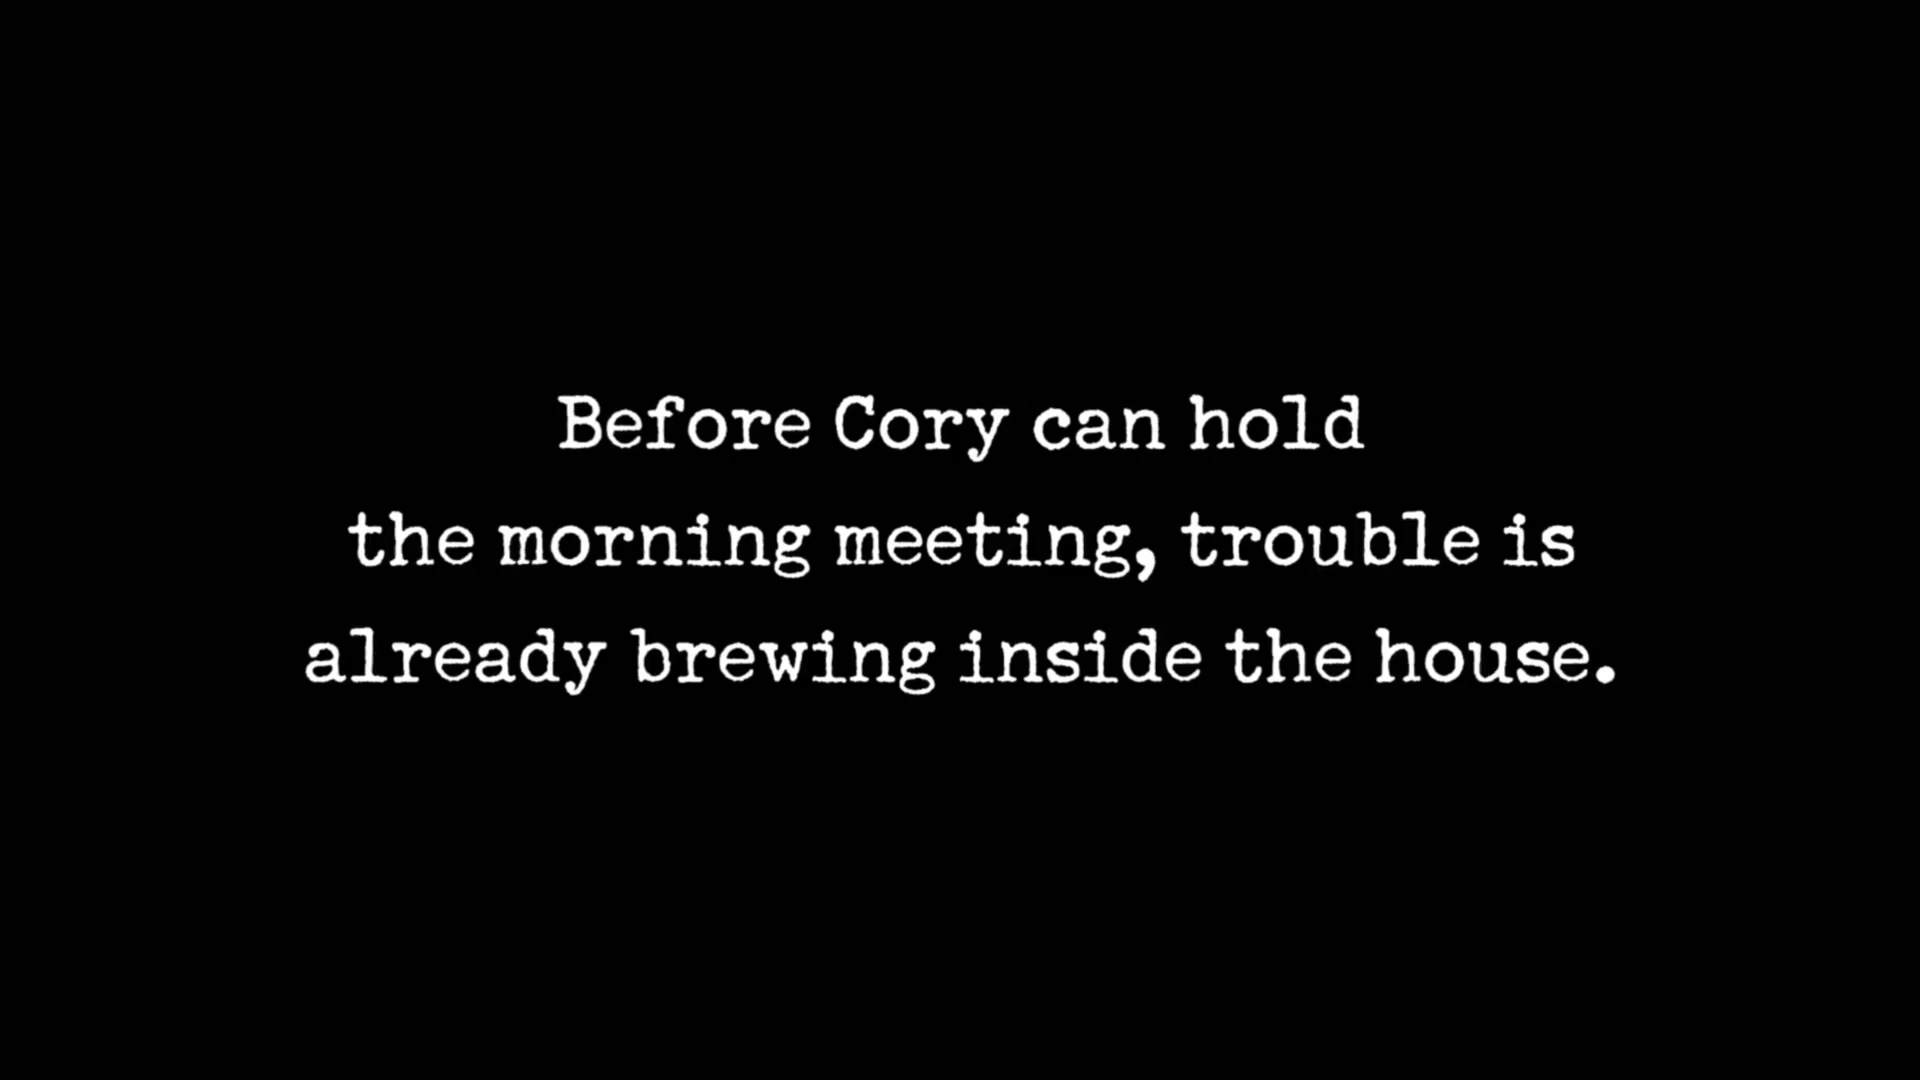 Before Cory can hold
the morning meeting, trouble is
already brewing inside the house.